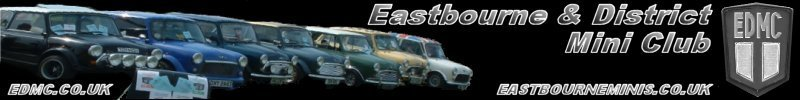 Eastbourne & District
Mini Club
EDMC
EDMC.CO.UK
EASTBOURNEMINIS.CO.UK